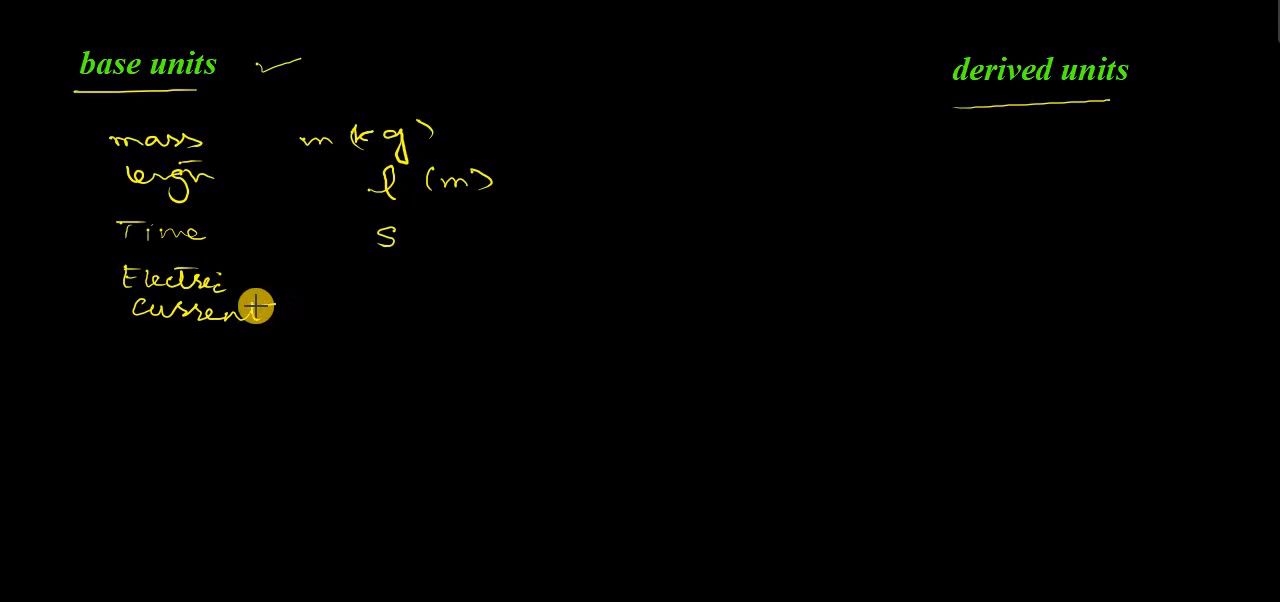 base units
derived units
mass m (kg)
length l (m)
Time s
Electric
Current